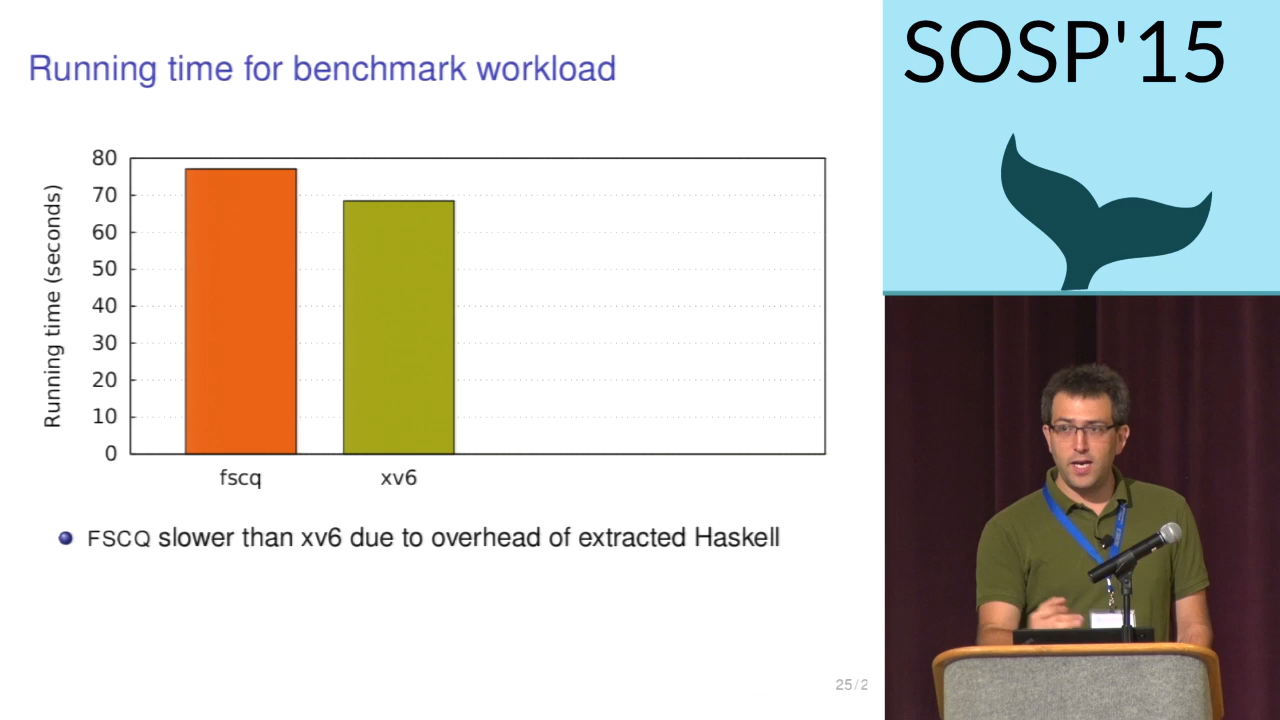 Running time for benchmark workload
SOSP'15
80
70
60
50
40
30
20
10
0
Running time (seconds)
fscq
xv6
FSCQ slower than xv6 due to overhead of extracted Haskell
25/2